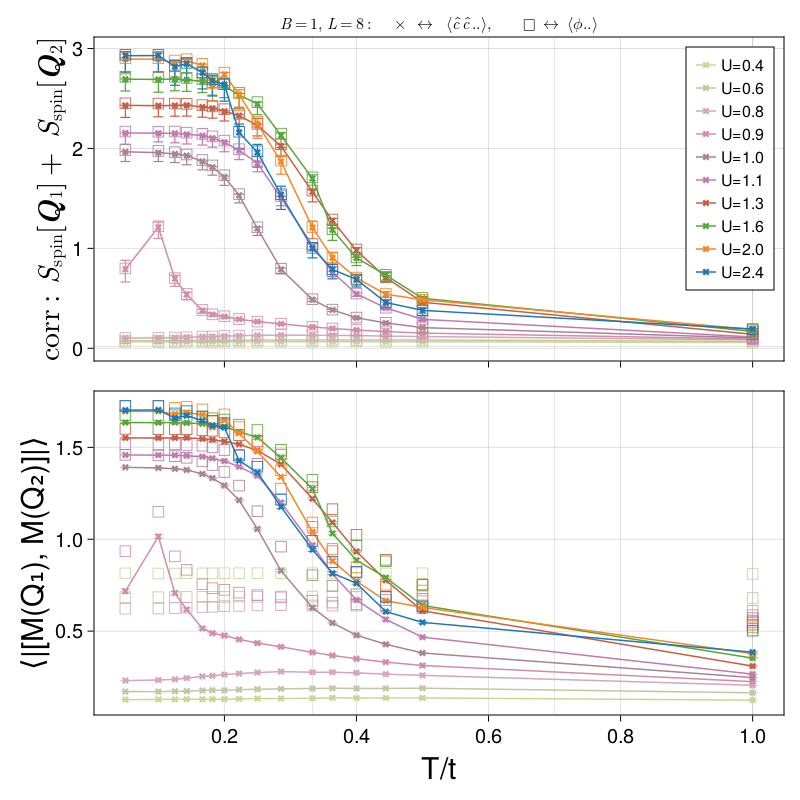 B = 1, L = 8 : × ↔ ⟨ĉ ĉ ..⟩, □ ↔ ⟨ϕ..⟩
corr : S_spin[Q₁] + S_spin[Q₂]
3
2
1
0
U=0.4
U=0.6
U=0.8
U=0.9
U=1.0
U=1.1
U=1.3
U=1.6
U=2.0
U=2.4
⟨|[M(Q₁), M(Q₂)]|⟩
1.5
1.0
0.5
0.2 0.4 0.6 0.8 1.0
T/t